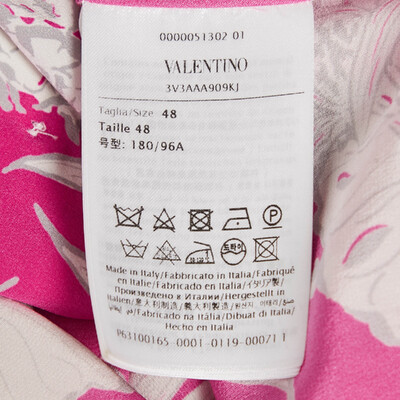 0000051302 01
VALENTINO
3V3AAA909KJ
Taglia/Size 48
Taille 48
号型: 180/96A
P
드라이
Made in Italy/Fabbricato in Italia/Fabriqué
en Italie/Fabricado en Italia/イタリア製/
Произведено в Италии/Hergestellt in
Italien/意大利制造/義大利製造/
Fabricado na Itália/Dibuat di Italia/
Hecho en Italia
P63100165-0001-0119-00071 1